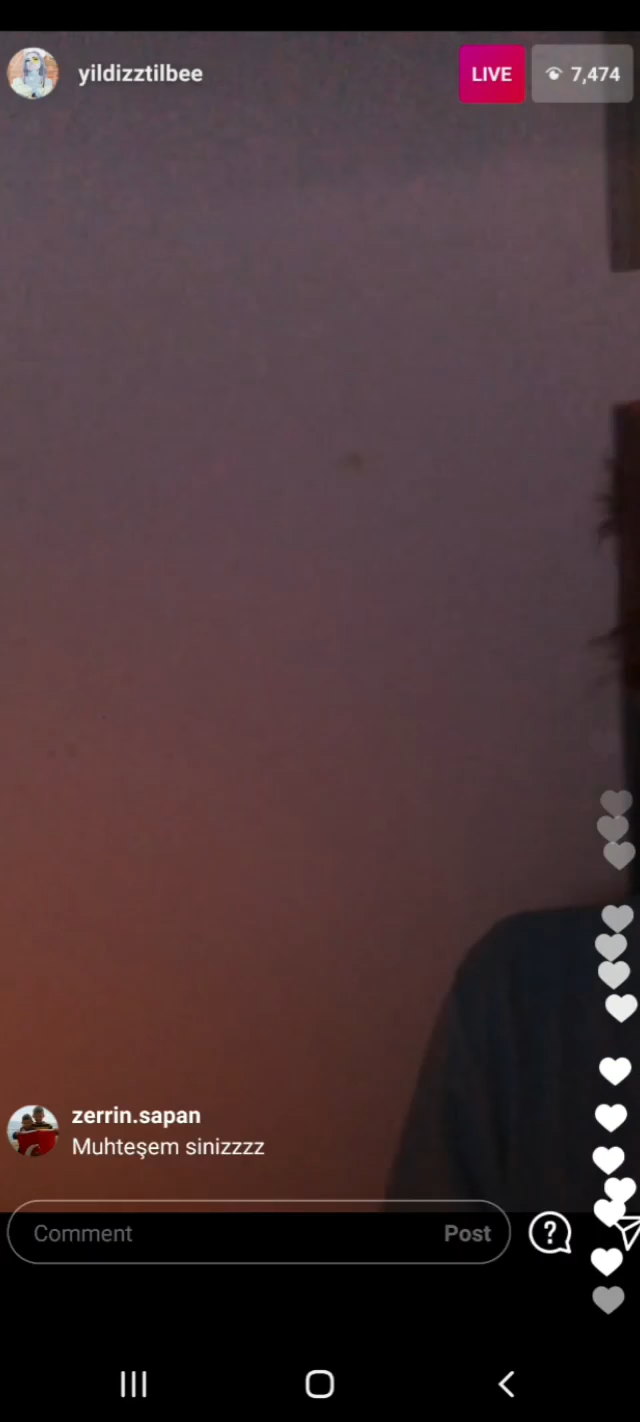 yildizztilbee
LIVE
7,474
zerrin.sapan
Muhteşem sinizzzz
Comment
Post
?